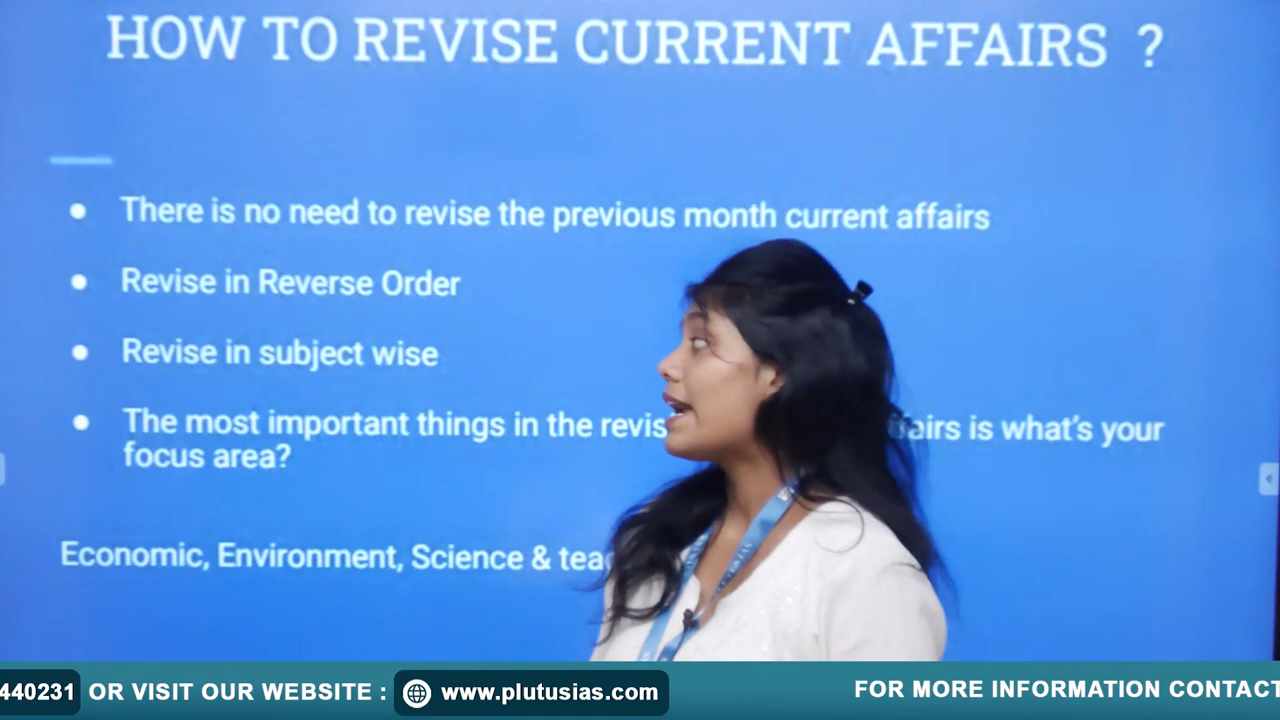 HOW TO REVISE CURRENT AFFAIRS ?
● There is no need to revise the previous month current affairs
● Revise in Reverse Order
● Revise in subject wise
● The most important things in the revis airs is what's your
focus area?
Economic, Environment, Science &
440231 OR VISIT OUR WEBSITE : www.plutusias.com FOR MORE INFORMATION CONTACT